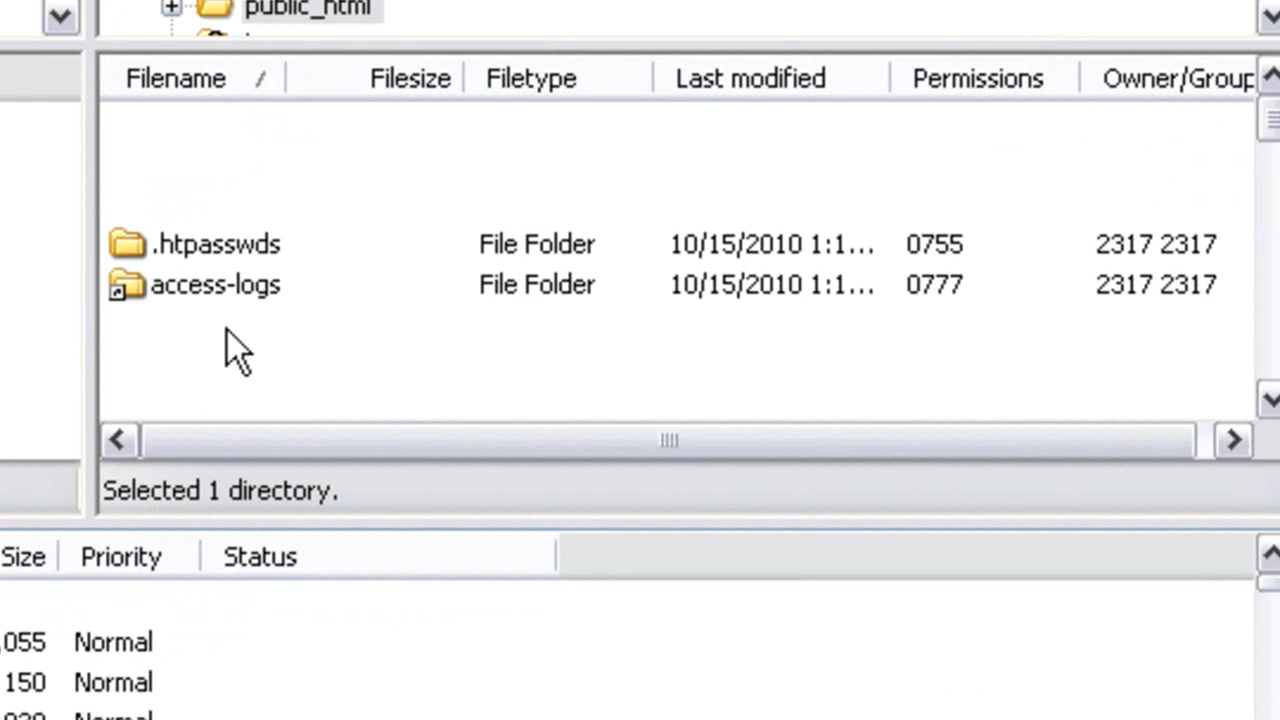 public_html
Filename / Filesize Filetype Last modified Permissions Owner/Group
.htpasswds File Folder 10/15/2010 1:1... 0755 2317 2317
access-logs File Folder 10/15/2010 1:1... 0777 2317 2317
Selected 1 directory.
Size Priority Status
,055 Normal
150 Normal
Normal